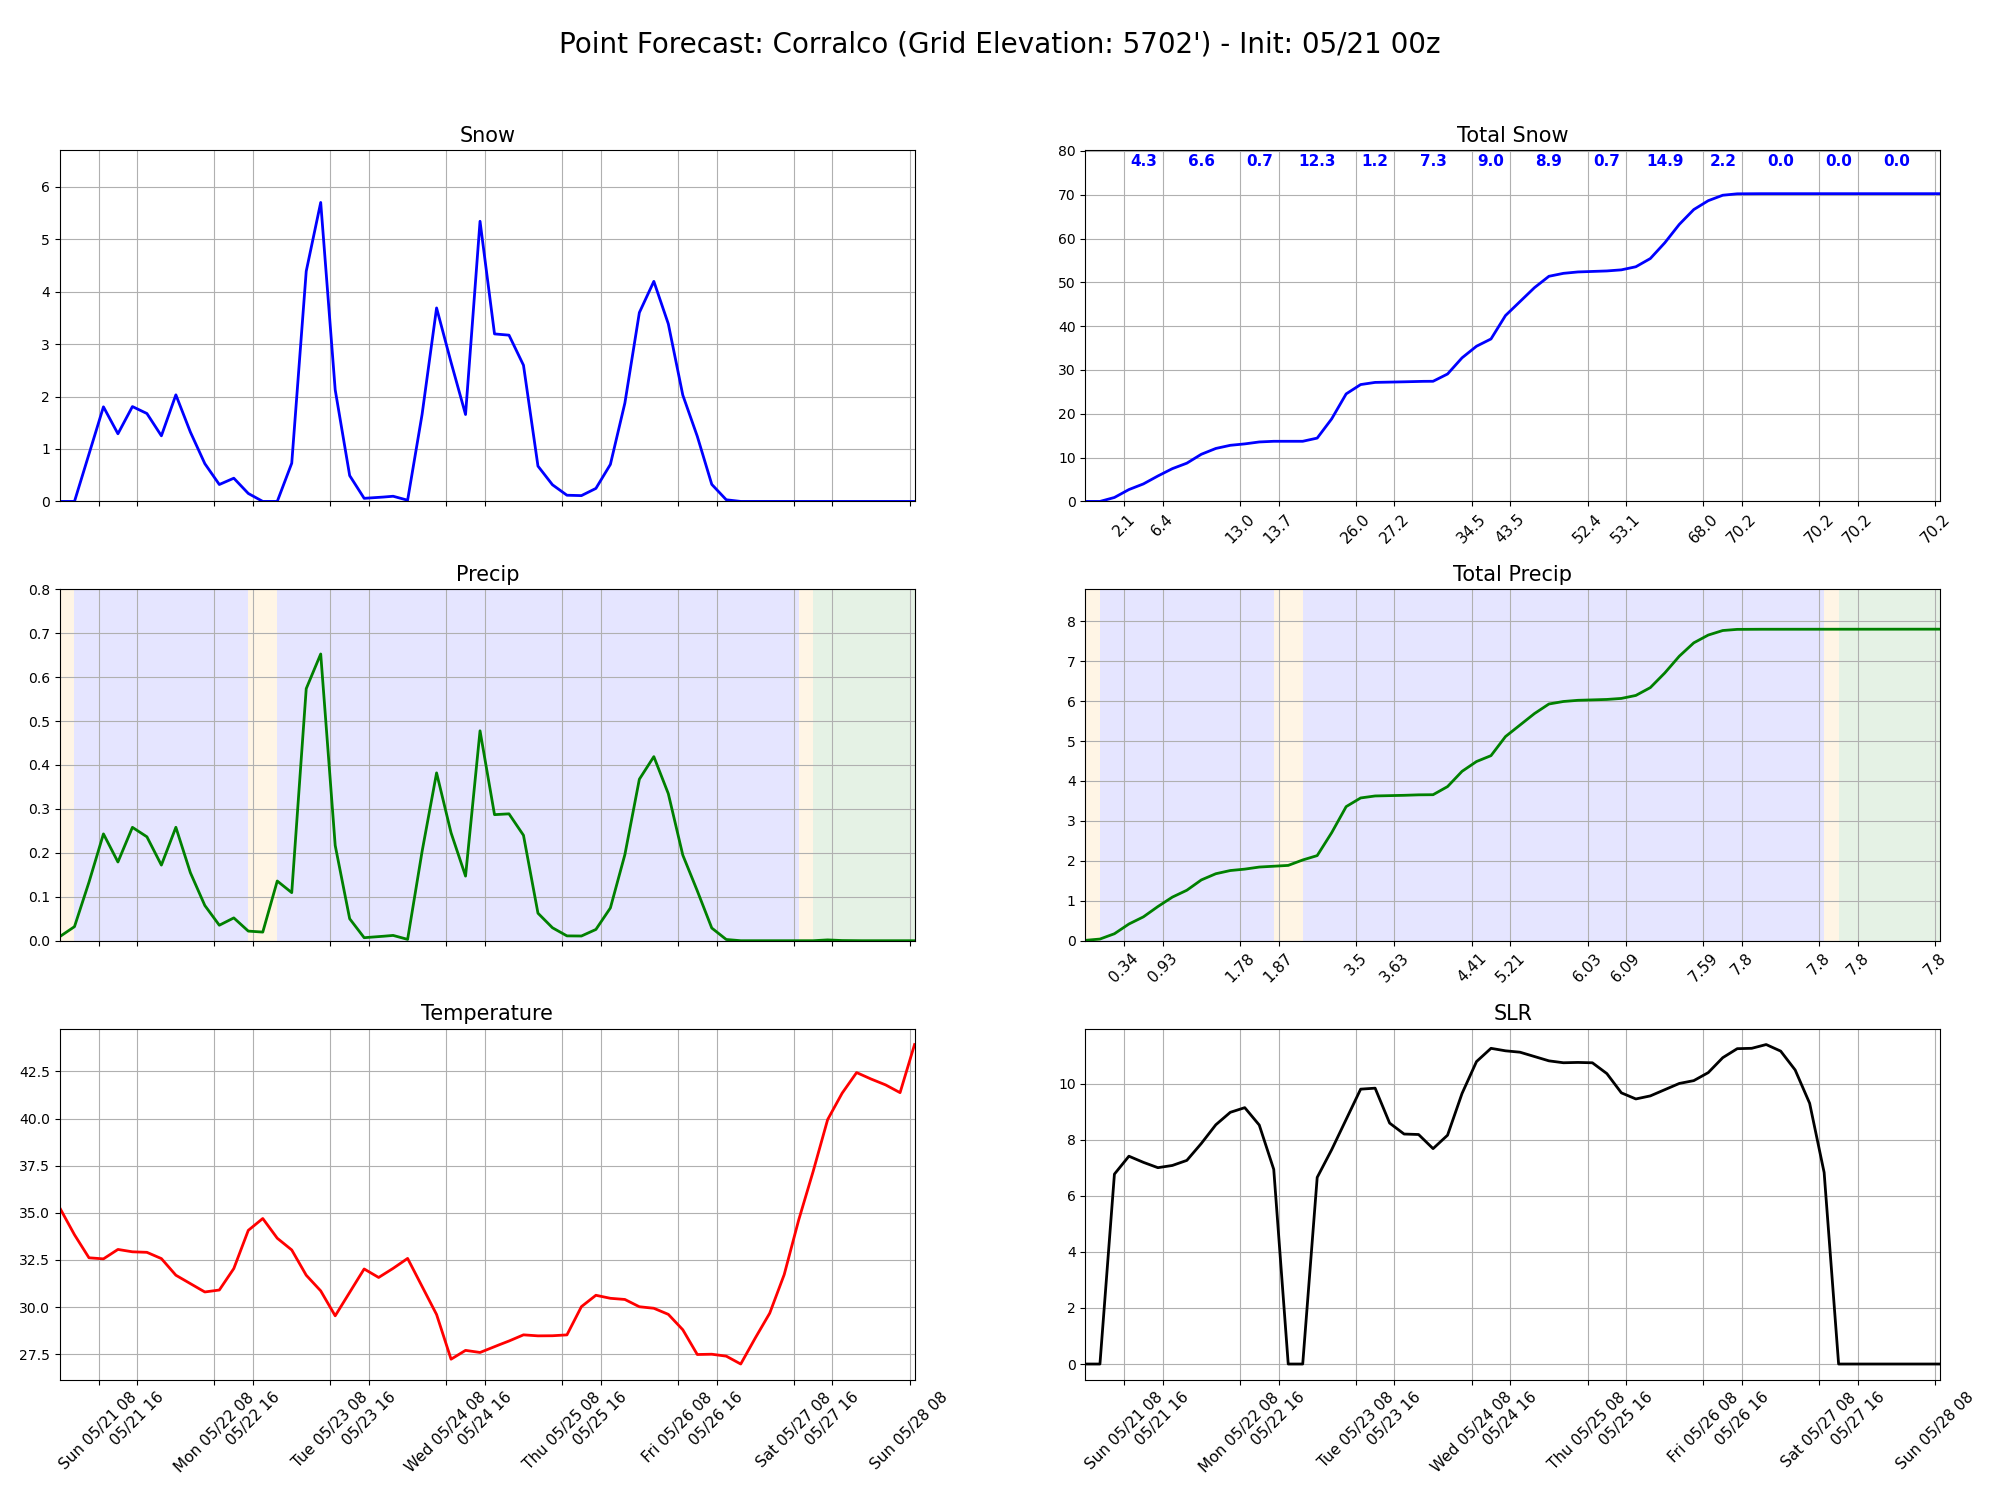 Point Forecast: Corralco (Grid Elevation: 5702') - Init: 05/21 00z
Snow
6
5
4
3
2
1
0
Total Snow
4.3 6.6 0.7 12.3 1.2 7.3 9.0 8.9 0.7 14.9 2.2 0.0 0.0 0.0
80
70
60
50
40
30
20
10
0
2.1 6.4 13.0 13.7 26.0 27.2 34.5 43.5 52.4 53.1 68.0 70.2 70.2 70.2 70.2
Precip
0.8
0.7
0.6
0.5
0.4
0.3
0.2
0.1
0.0
Total Precip
8
7
6
5
4
3
2
1
0
0.34 0.93 1.78 1.87 3.5 3.63 4.41 5.21 6.03 6.09 7.59 7.8 7.8 7.8 7.8
Temperature
42.5
40.0
37.5
35.0
32.5
30.0
27.5
Sun 05/21 08
05/21 16
Mon 05/22 08
05/22 16
Tue 05/23 08
05/23 16
Wed 05/24 08
05/24 16
Thu 05/25 08
05/25 16
Fri 05/26 08
05/26 16
Sat 05/27 08
05/27 16
Sun 05/28 08
SLR
10
8
6
4
2
0
Sun 05/21 08
05/21 16
Mon 05/22 08
05/22 16
Tue 05/23 08
05/23 16
Wed 05/24 08
05/24 16
Thu 05/25 08
05/25 16
Fri 05/26 08
05/26 16
Sat 05/27 08
05/27 16
Sun 05/28 08